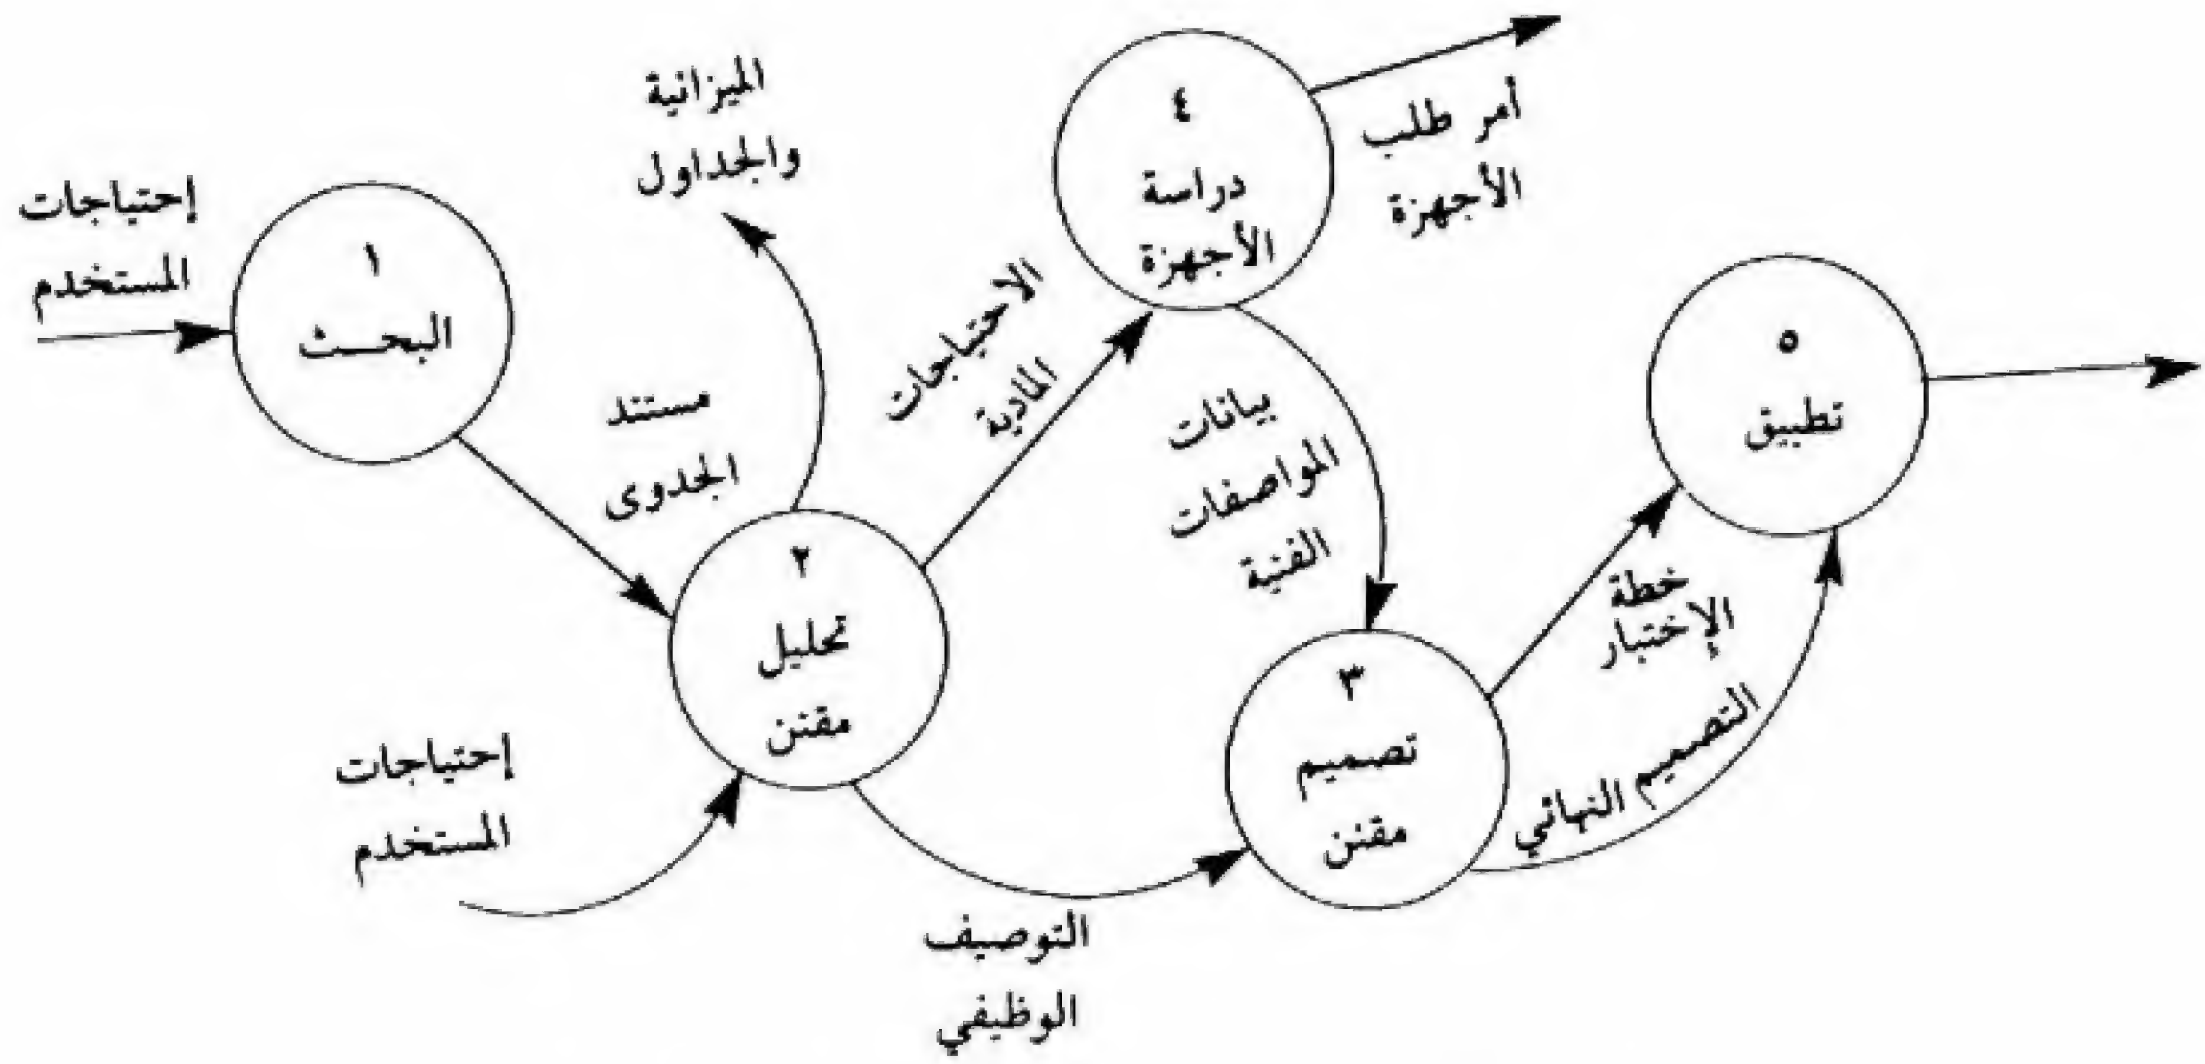 إحتياجات
المستخدم
١
البحــث
الميزانية
والجداول
مستند
الجدوى
٢
تحليل
مقنن
إحتياجات
المستخدم
الاحتياجات
المادية
٤
دراسة
الأجهزة
أمر طلب
الأجهزة
بيانات
المواصفات
الفنية
التوصيف
الوظيفي
٣
تصميم
مقنن
خطة
الإختبار
التصميم النهائي
٥
تطبيق